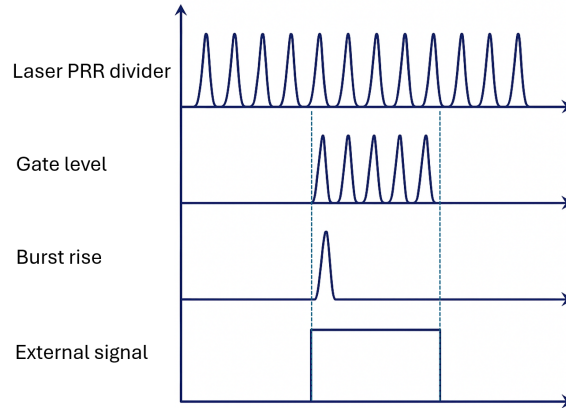 Laser PRR divider
Gate level
Burst rise
External signal